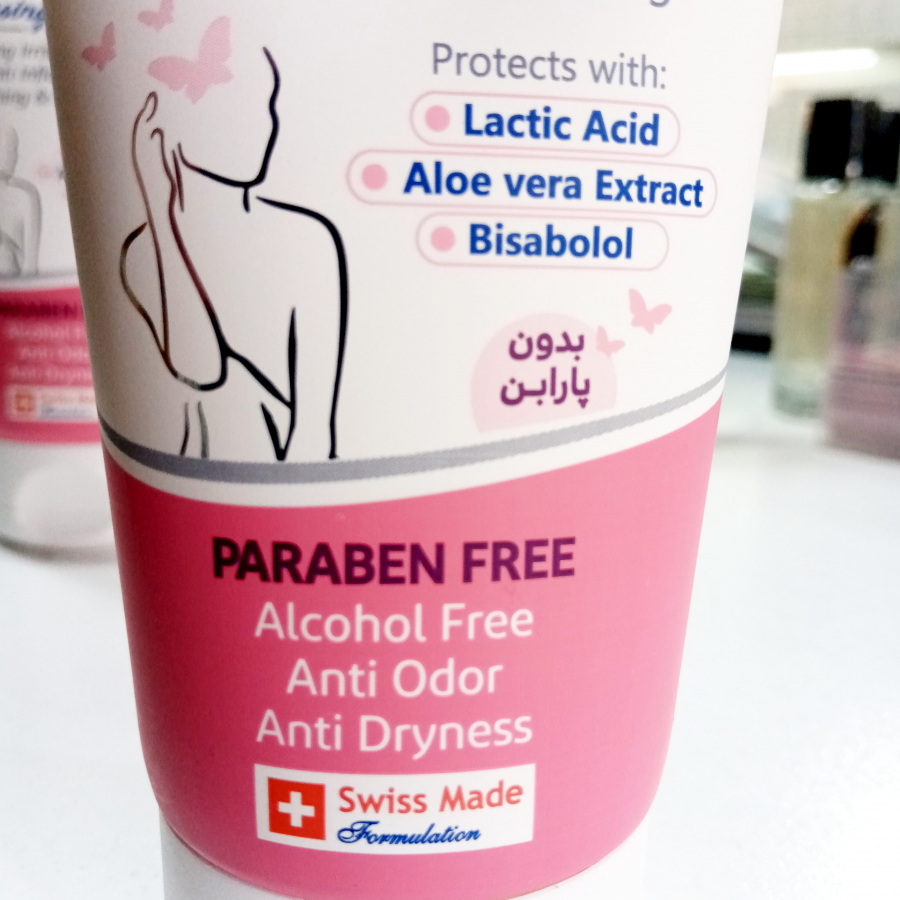 Protects with:
Lactic Acid
Aloe vera Extract
Bisabolol
بدون
پارابن
PARABEN FREE
Alcohol Free
Anti Odor
Anti Dryness
Swiss Made
Formulation